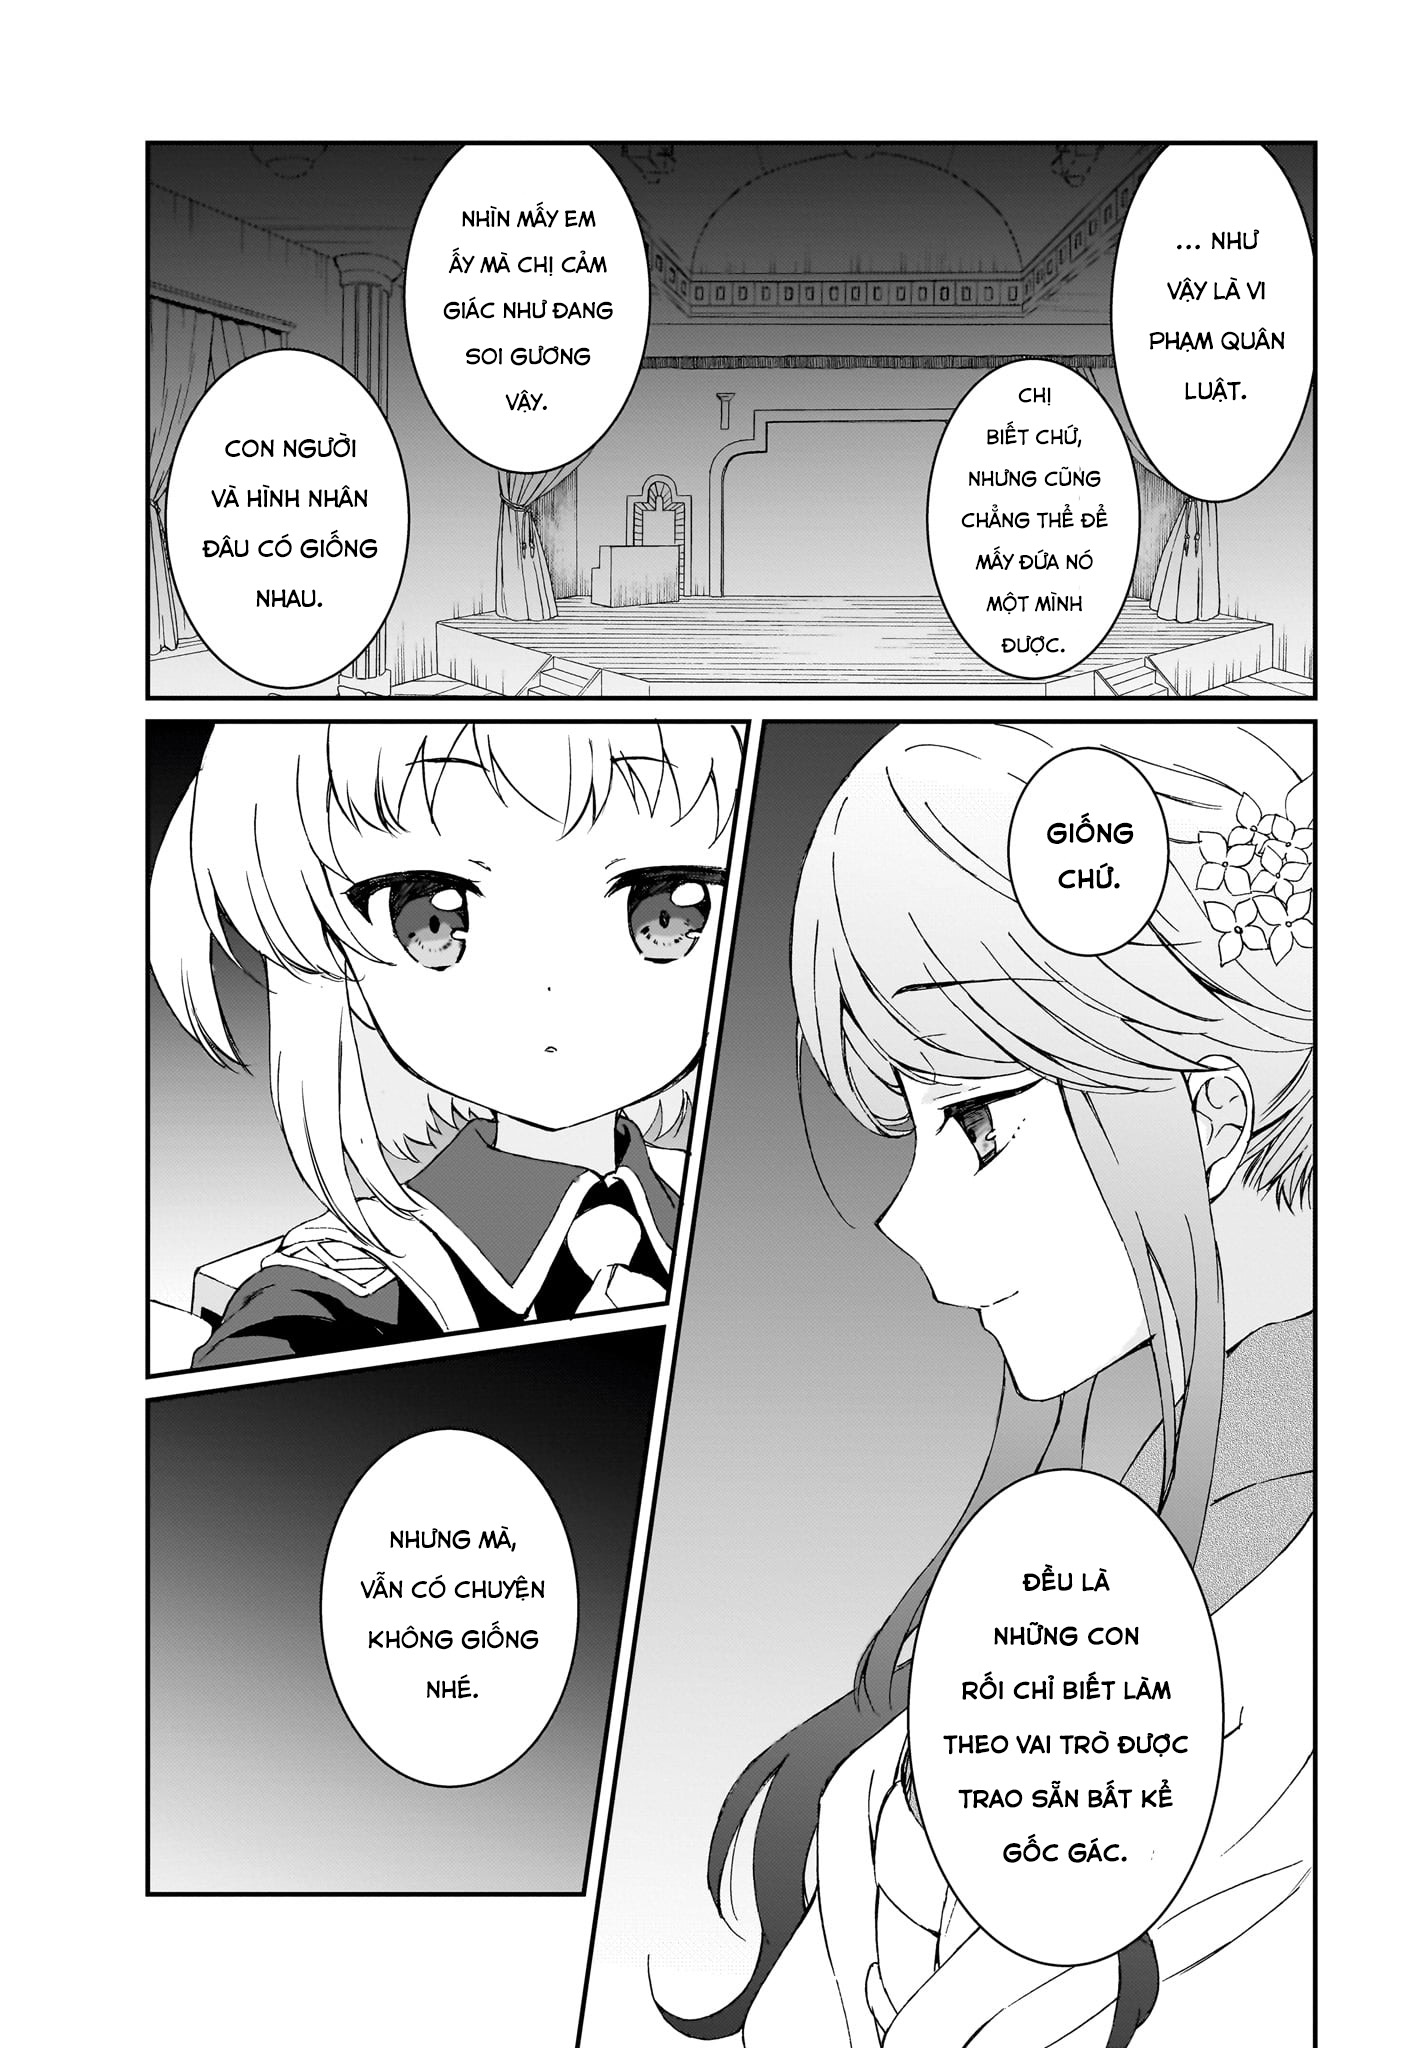 ... NHƯ
VẬY LÀ VI
PHẠM QUÂN
LUẬT.
CHỊ
BIẾT CHỨ,
NHƯNG CŨNG
CHẲNG THỂ ĐỂ
MẤY ĐỨA NÓ
MỘT MÌNH
ĐƯỢC.
NHÌN MẤY EM
ẤY MÀ CHỊ CẢM
GIÁC NHƯ ĐANG
SOI GƯƠNG
VẬY.
CON NGƯỜI
VÀ HÌNH NHÂN
ĐÂU CÓ GIỐNG
NHAU.
GIỐNG
CHỨ.
ĐỀU LÀ
NHỮNG CON
RỐI CHỈ BIẾT LÀM
THEO VAI TRÒ ĐƯỢC
TRAO SẴN BẤT KỂ
GỐC GÁC.
NHƯNG MÀ,
VẪN CÓ CHUYỆN
KHÔNG GIỐNG
NHÉ.